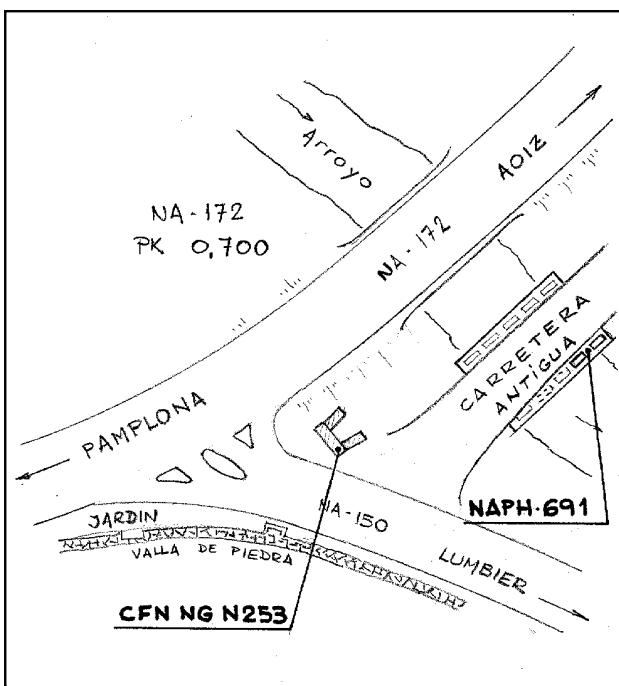 Arroyo
AOIZ
NA-172
PK 0,700
NA-172
CARRETERA
ANTÍGUA
PAMPLONA
NAPH-691
JARDIN
NA-150
VALLA DE PIEDRA
LUMBIER
CFN NG N253